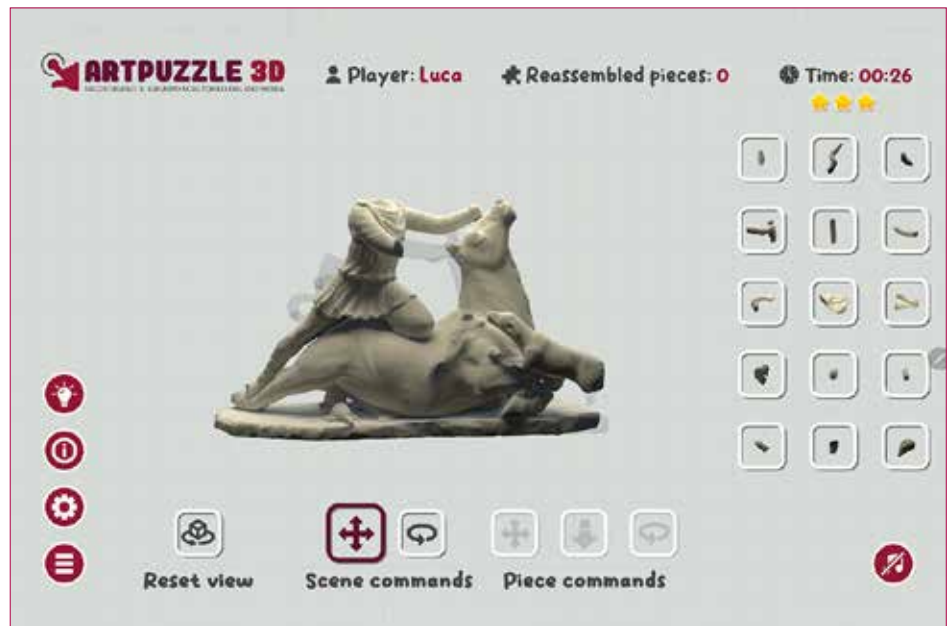 ARTPUZZLE 3D
Player: Luca
Reassembled pieces: 0
Time: 00:26
Reset view
Scene commands
Piece commands